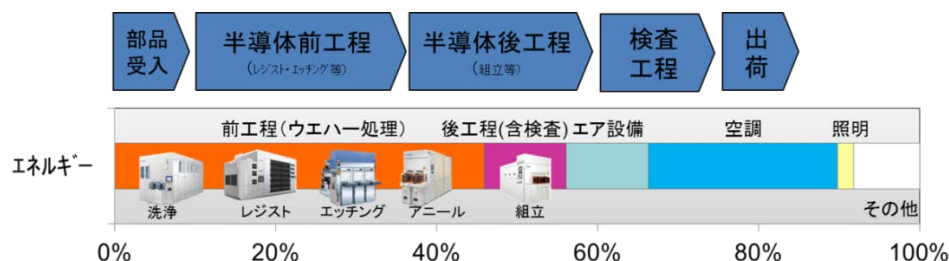 部品
受入
半導体前工程
(レジスト・エッチング等)
半導体後工程
(組立等)
検査
工程
出
荷
前工程(ウエハー処理)
後工程(含検査)
エア設備
空調
照明
エネルギー
洗浄
レジスト
エッチング
アニール
組立
その他
0%
20%
40%
60%
80%
100%